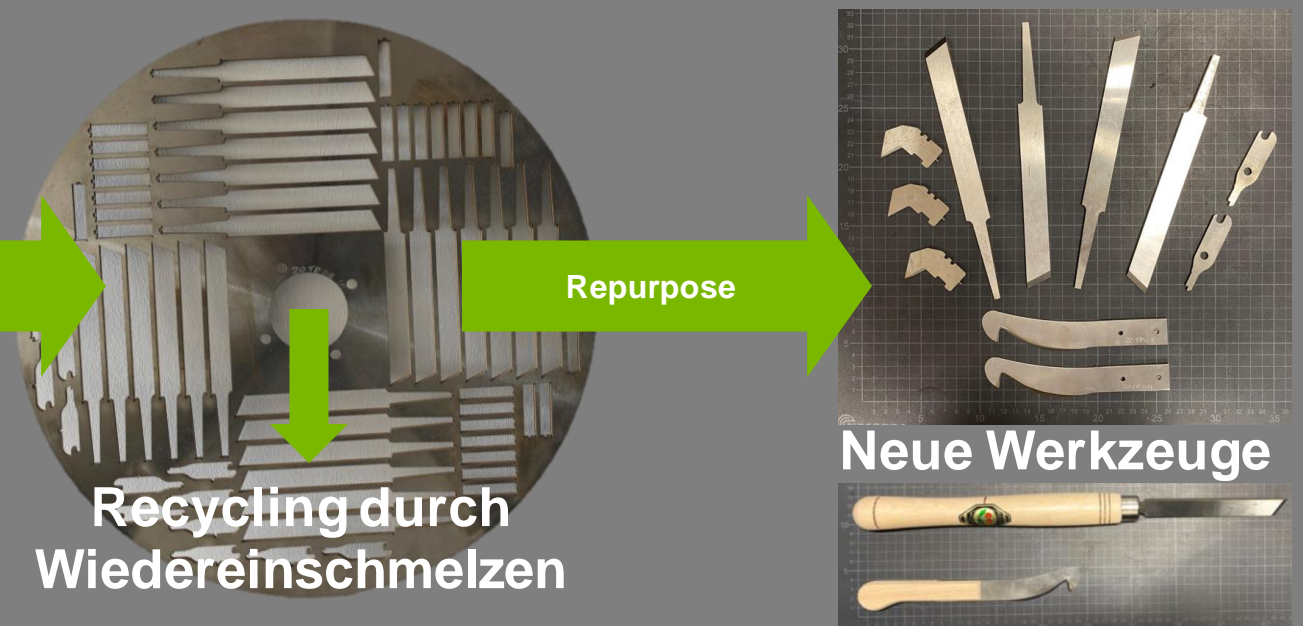 Repurpose
Neue Werkzeuge
Recycling durch
Wiedereinschmelzen